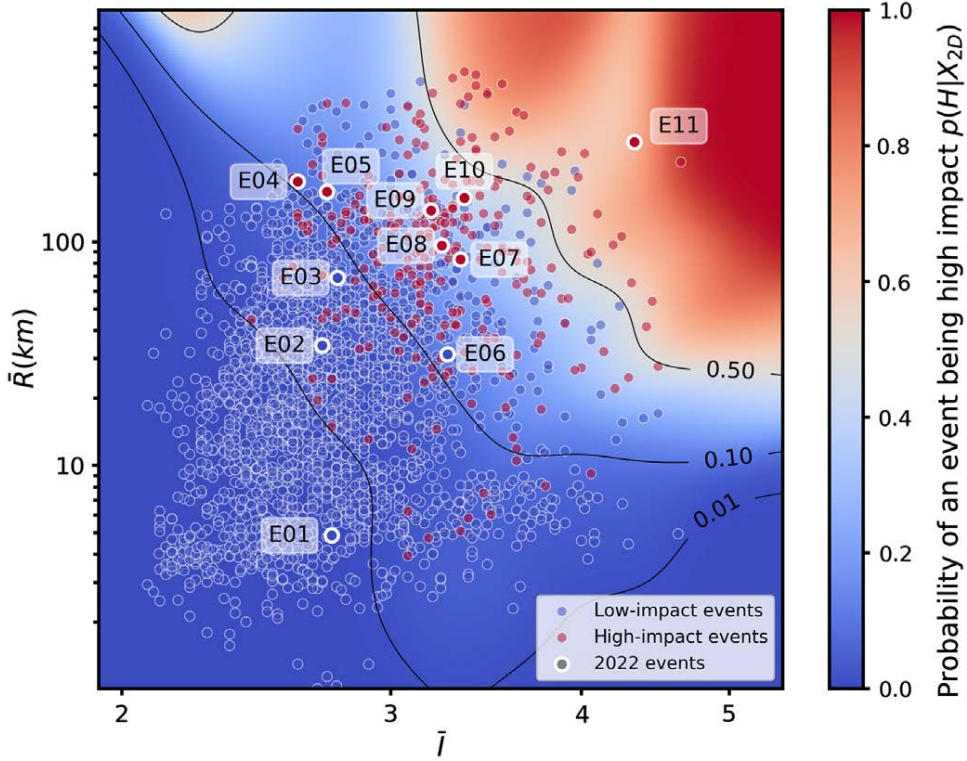 1.0
E11
E05
E10
E04
E09
100
E08
E07
0.8
E03
E02
E06
0.6
0.50
0.4
10
0.10
0.01
E01
0.2
Low-impact events
High-impact events
2022 events
0.0
2
3
4
5
R̄(km)
Ī
Probability of an event being high impact p(H|X2D)